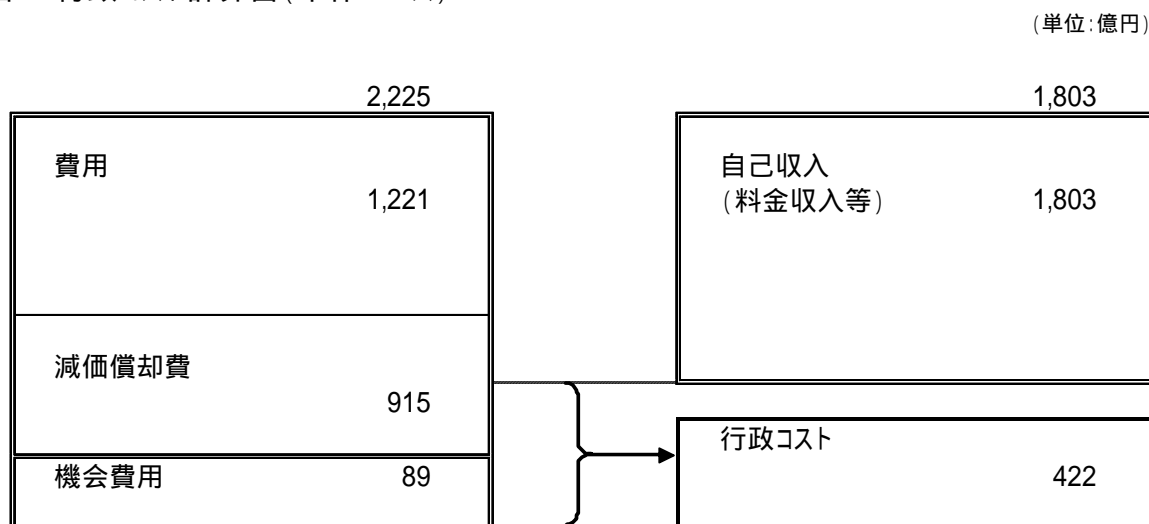 (単位:億円)
2,225
1,803
費用
1,221
自己収入
(料金収入等) 1,803
減価償却費
915
行政コスト
422
機会費用 89